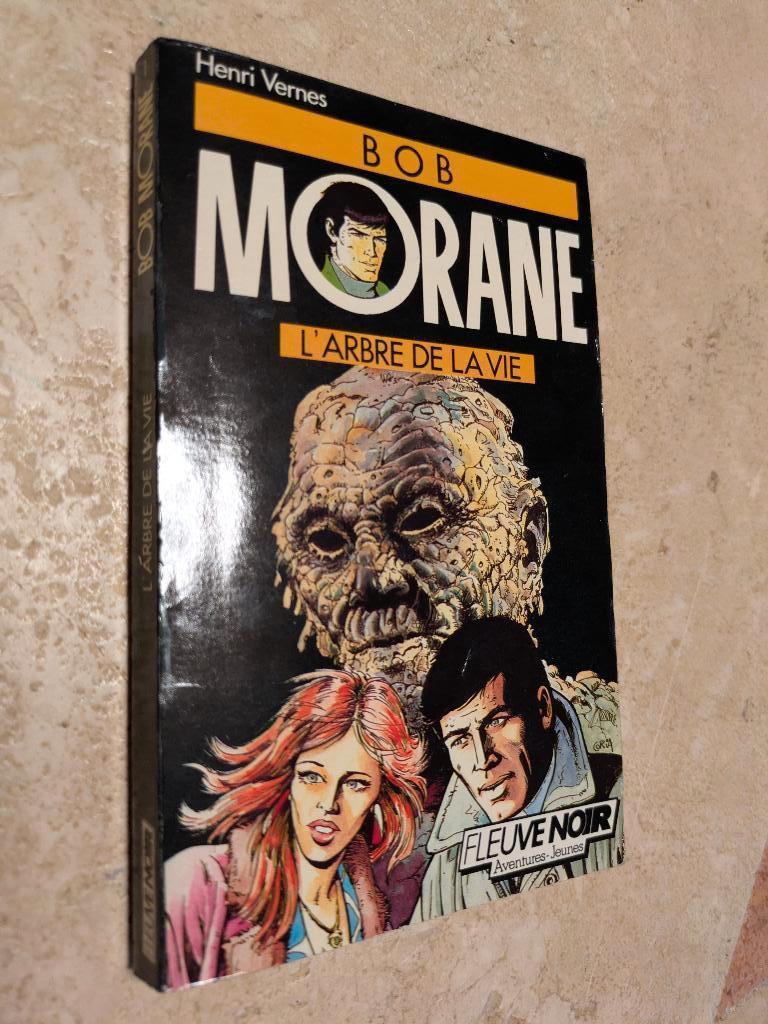 Henri Vernes
BOB
MORANE
L'ARBRE DE LA VIE
FLEUVE NOIR
Aventures-Jeunes
BOB MORANE
L'ARBRE DE LA VIE